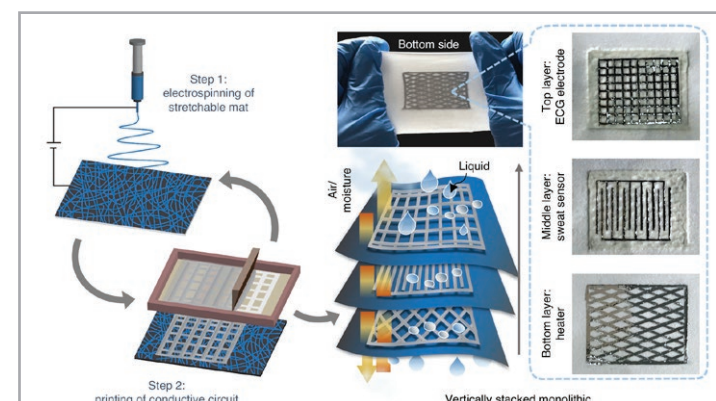 Step 1:
electrospinning of
stretchable mat
Step 2:
printing of conductive circuit
Bottom side
Liquid
Air/
moisture
Vertically stacked monolithic
Top layer:
ECG electrode
Middle layer:
sweat sensor
Bottom layer:
heater